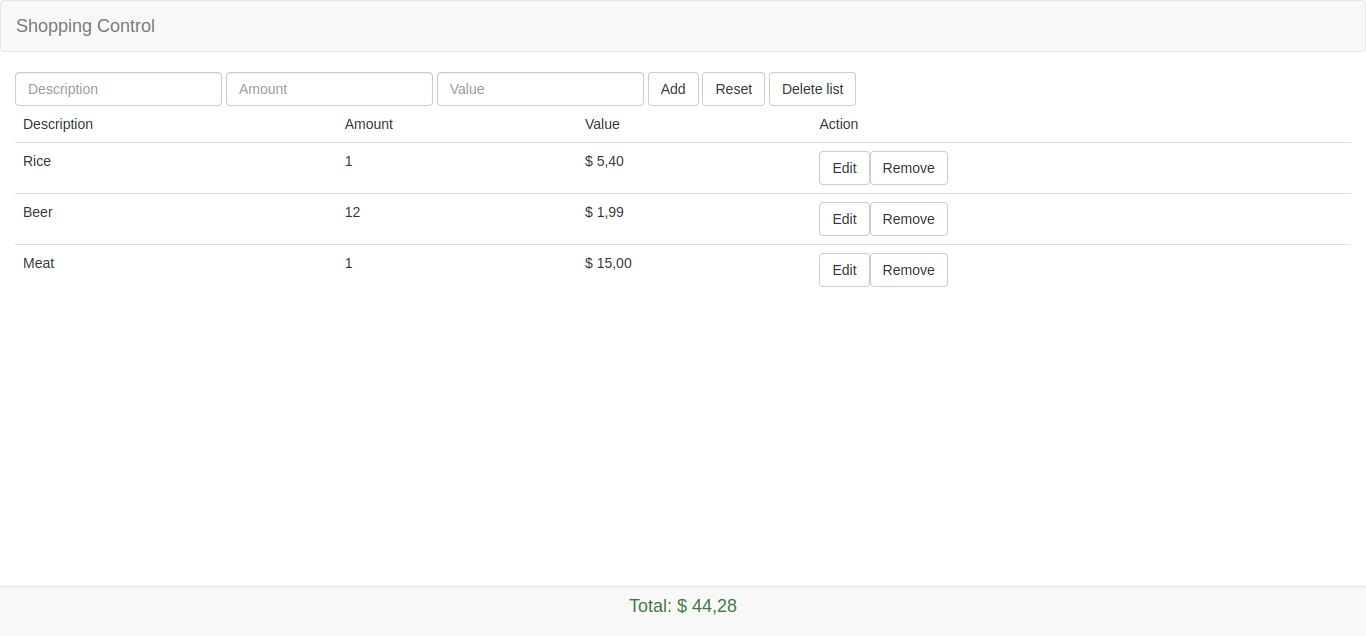 Shopping Control
Description Amount Value Add Reset Delete list
Description Amount Value Action
Rice 1 $ 5,40 Edit Remove
Beer 12 $ 1,99 Edit Remove
Meat 1 $ 15,00 Edit Remove
Total: $ 44,28